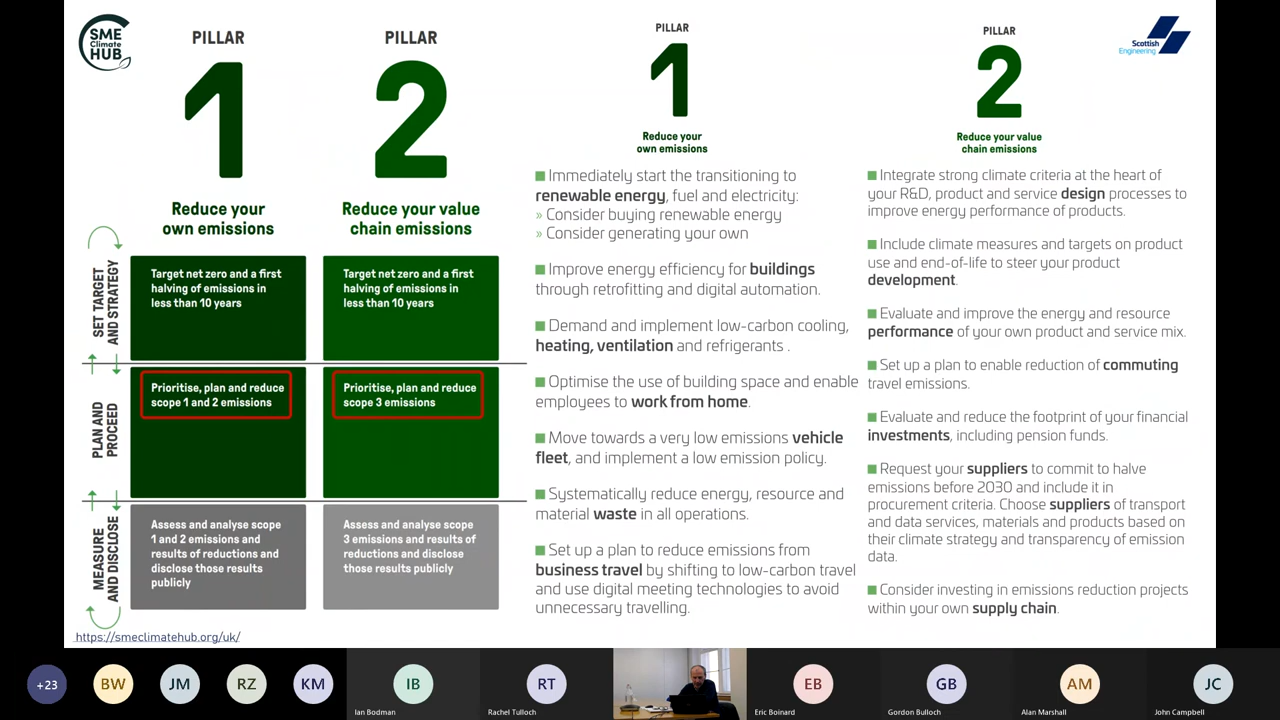 SME
Climate
HUB
PILLAR
1
Reduce your
own emissions
PILLAR
2
Reduce your value
chain emissions
SET TARGET
AND STRATEGY
Target net zero and a first
halving of emissions in
less than 10 years
Target net zero and a first
halving of emissions in
less than 10 years
PLAN AND
PROCEED
Prioritise, plan and reduce
scope 1 and 2 emissions
Prioritise, plan and reduce
scope 3 emissions
MEASURE
AND DISCLOSE
Assess and analyse scope
1 and 2 emissions and
results of reductions and
disclose those results
publicly
Assess and analyse scope
3 emissions and results of
reductions and disclose
those results publicly
https://smeclimatehub.org/uk/
PILLAR
1
Reduce your
own emissions
Immediately start the transitioning to
renewable energy, fuel and electricity:
» Consider buying renewable energy
» Consider generating your own
Improve energy efficiency for buildings
through retrofitting and digital automation.
Demand and implement low-carbon cooling,
heating, ventilation and refrigerants .
Optimise the use of building space and enable
employees to work from home.
Move towards a very low emissions vehicle
fleet, and implement a low emission policy.
Systematically reduce energy, resource and
material waste in all operations.
Set up a plan to reduce emissions from
business travel by shifting to low-carbon travel
and use digital meeting technologies to avoid
unnecessary travelling.
PILLAR
2
Reduce your value
chain emissions
Scottish
Engineering
Integrate strong climate criteria at the heart of
your R&D, product and service design processes to
improve energy performance of products.
Include climate measures and targets on product
use and end-of-life to steer your product
development.
Evaluate and improve the energy and resource
performance of your own product and service mix.
Set up a plan to enable reduction of commuting
travel emissions.
Evaluate and reduce the footprint of your financial
investments, including pension funds.
Request your suppliers to commit to halve
emissions before 2030 and include it in
procurement criteria. Choose suppliers of transport
and data services, materials and products based on
their climate strategy and transparency of emission
data.
Consider investing in emissions reduction projects
within your own supply chain.
+23
BW
JM
RZ
KM
IB
Ian Bodman
RT
Rachel Tulloch
EB
Eric Boinard
GB
Gordon Bulloch
AM
Alan Marshall
JC
John Campbell